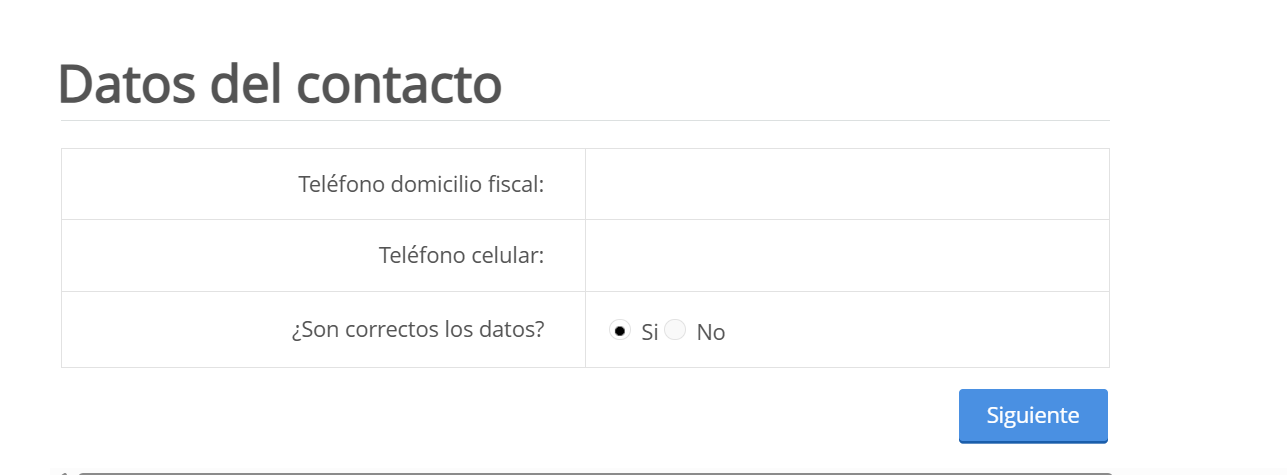 Datos del contacto
Teléfono domicilio fiscal:
Teléfono celular:
¿Son correctos los datos? Si No
Siguiente